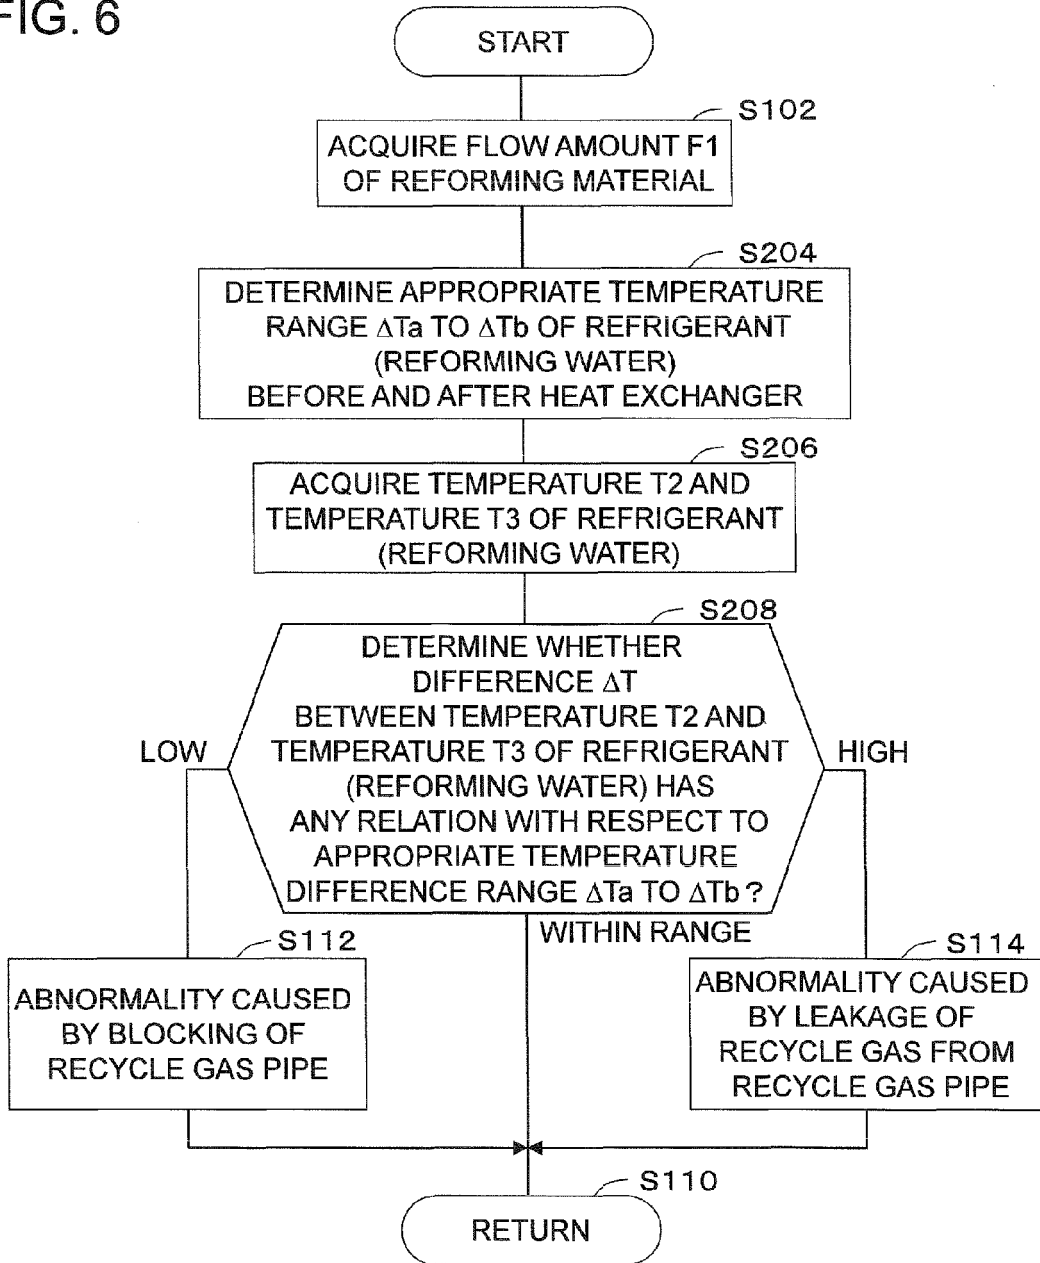 FIG. 6
START
S102
ACQUIRE FLOW AMOUNT F1
OF REFORMING MATERIAL
S204
DETERMINE APPROPRIATE TEMPERATURE
RANGE ΔTa TO ΔTb OF REFRIGERANT
(REFORMING WATER)
BEFORE AND AFTER HEAT EXCHANGER
S206
ACQUIRE TEMPERATURE T2 AND
TEMPERATURE T3 OF REFRIGERANT
(REFORMING WATER)
S208
DETERMINE WHETHER
DIFFERENCE ΔT
BETWEEN TEMPERATURE T2 AND
TEMPERATURE T3 OF REFRIGERANT
(REFORMING WATER) HAS
ANY RELATION WITH RESPECT TO
APPROPRIATE TEMPERATURE
DIFFERENCE RANGE ΔTa TO ΔTb ?
LOW
HIGH
WITHIN RANGE
S112
ABNORMALITY CAUSED
BY BLOCKING OF
RECYCLE GAS PIPE
S114
ABNORMALITY CAUSED
BY LEAKAGE OF
RECYCLE GAS FROM
RECYCLE GAS PIPE
S110
RETURN